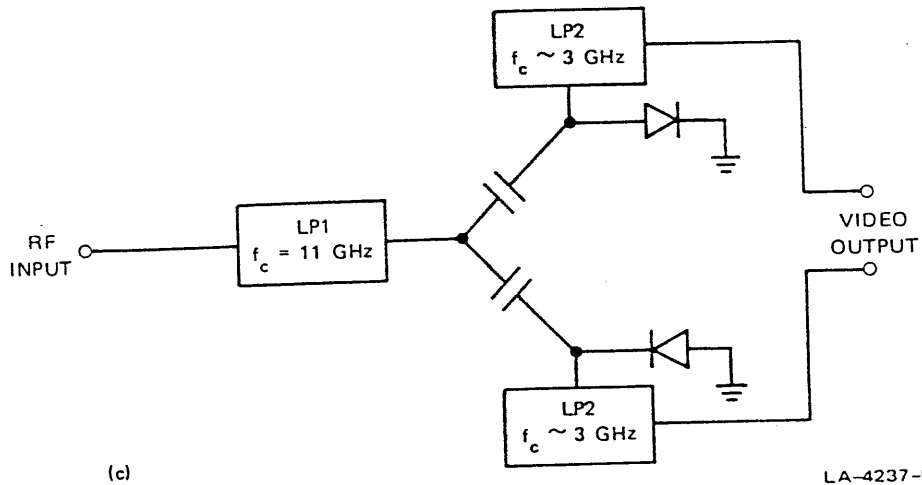 LP2
f_c ~ 3 GHz
RF
INPUT
LP1
f_c = 11 GHz
VIDEO
OUTPUT
LP2
f_c ~ 3 GHz
(c)
LA-4237-